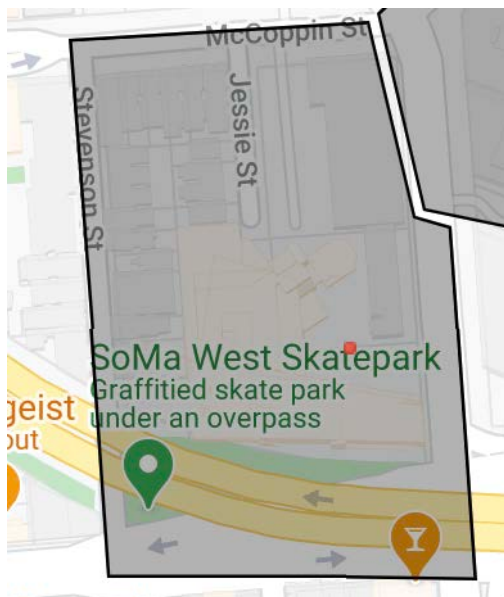 McCoppin St
Jessie St
Stevenson St
SoMa West Skatepark
Graffitied skate park
under an overpass
geist
out